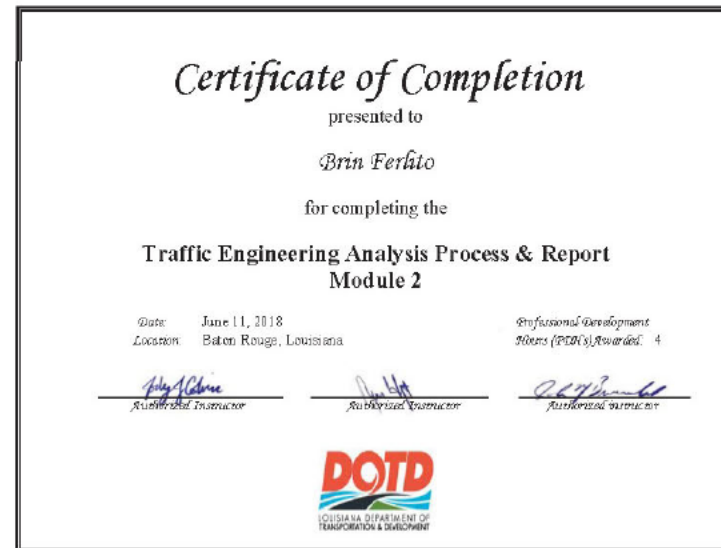 Certificate of Completion
presented to
Brin Ferlito
for completing the
Traffic Engineering Analysis Process & Report
Module 2
Date: June 11, 2018
Location: Baton Rouge, Louisiana
Professional Development
Hours (PDH's) Awarded: 4
Authorized Instructor
Authorized Instructor
Authorized instructor
DOTD
LOUISIANA DEPARTMENT OF
TRANSPORTATION & DEVELOPMENT